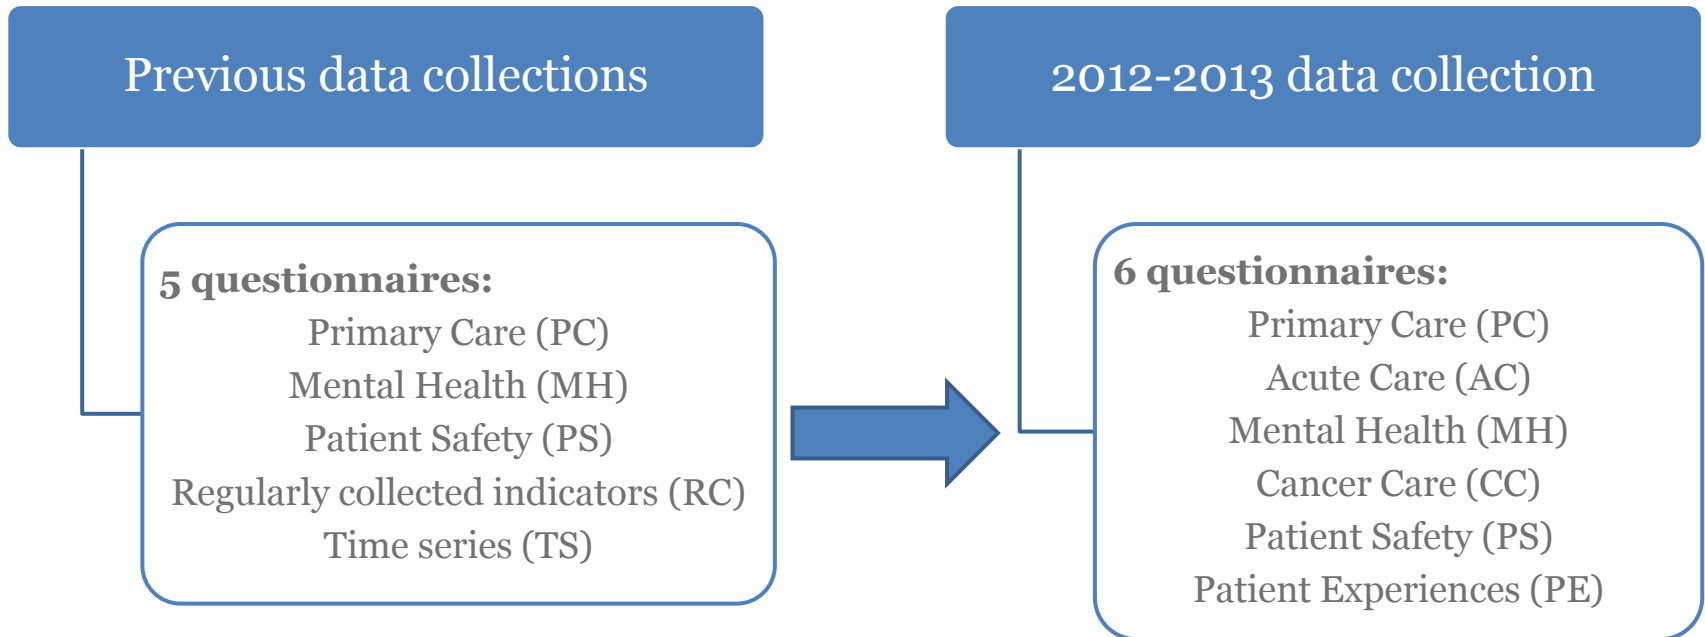 Previous data collections
5 questionnaires:
Primary Care (PC)
Mental Health (MH)
Patient Safety (PS)
Regularly collected indicators (RC)
Time series (TS)
2012-2013 data collection
6 questionnaires:
Primary Care (PC)
Acute Care (AC)
Mental Health (MH)
Cancer Care (CC)
Patient Safety (PS)
Patient Experiences (PE)